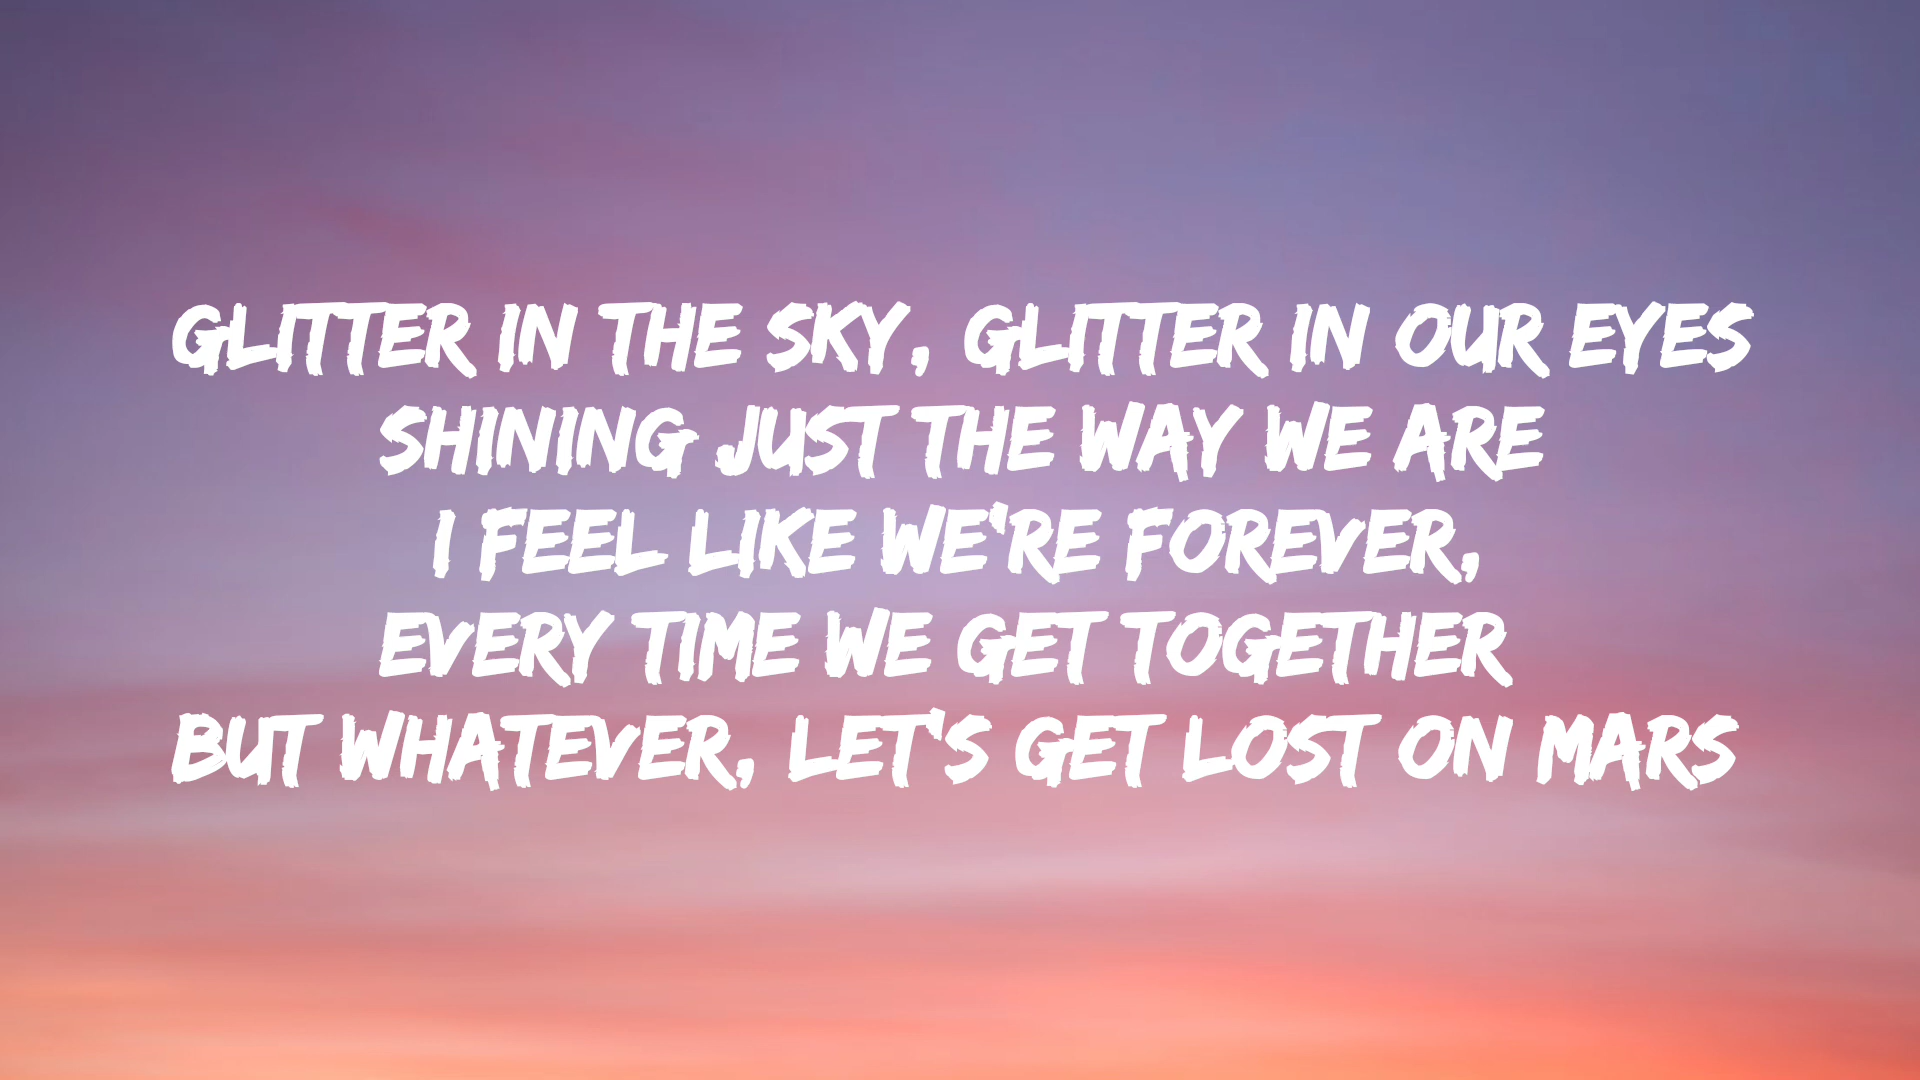 GLITTER IN THE SKY, GLITTER IN OUR EYES
SHINING JUST THE WAY WE ARE
I FEEL LIKE WE'RE FOREVER,
EVERY TIME WE GET TOGETHER
BUT WHATEVER, LET'S GET LOST ON MARS